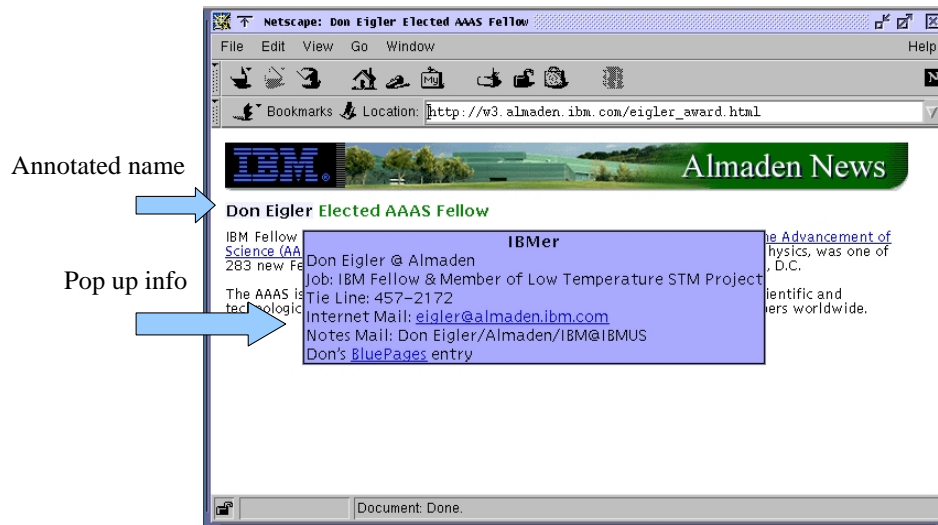 Netscape: Don Eigler Elected AAAS Fellow
File Edit View Go Window Help
My
N
Bookmarks Location: http://w3.almaden.ibm.com/eigler_award.html
IBM® Almaden News
Annotated name
Don Eigler Elected AAAS Fellow
IBM Fellow
e Advancement of
IBMer
Science (AA
hysics, was one of
Don Eigler @ Almaden
283 new Fe
, D.C.
Pop up info
Job: IBM Fellow & Member of Low Temperature STM Project
The AAAS is
ientific and
Tie Line: 457-2172
technologic
ers worldwide.
Internet Mail: eigler@almaden.ibm.com
Notes Mail: Don Eigler/Almaden/IBM@IBMUS
Don's BluePages entry
Document: Done.